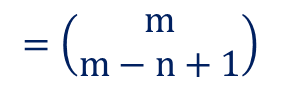 = (m
m − n + 1)